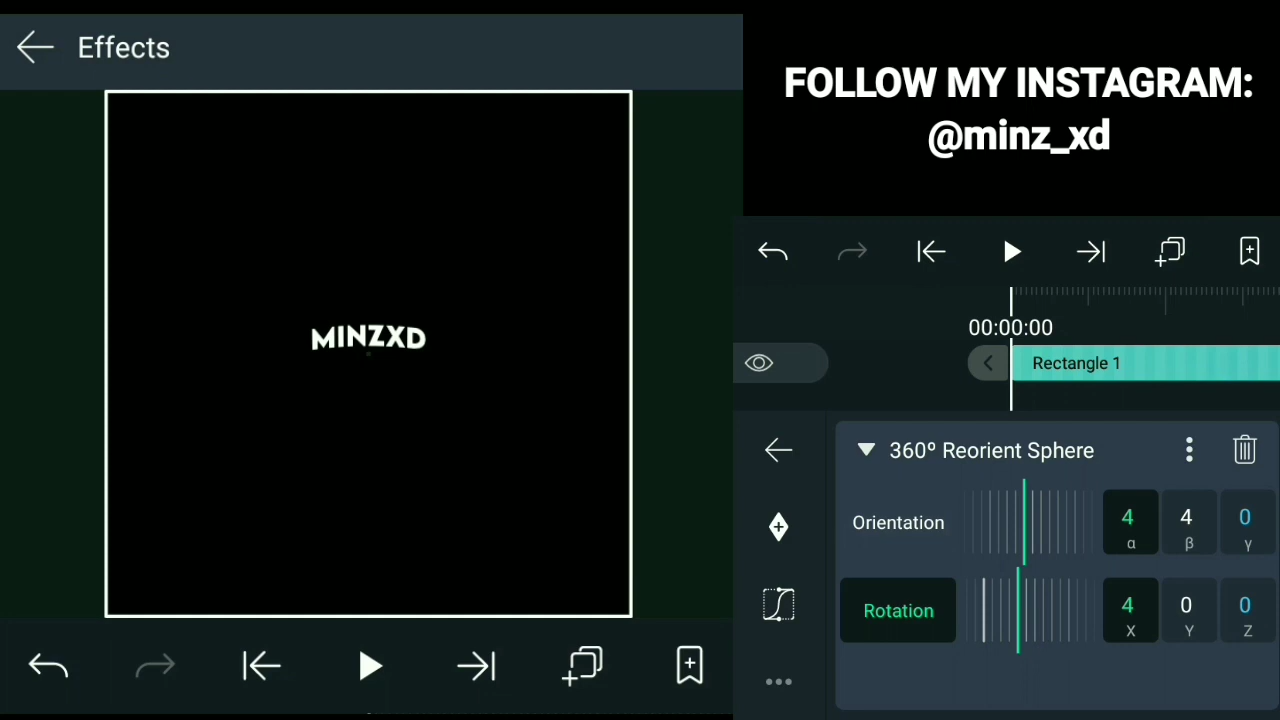 Effects
MINZXD
FOLLOW MY INSTAGRAM:
@minz_xd
00:00:00
Rectangle 1
360º Reorient Sphere
Orientation
4 4 0
α β γ
Rotation
4 0 0
X Y Z